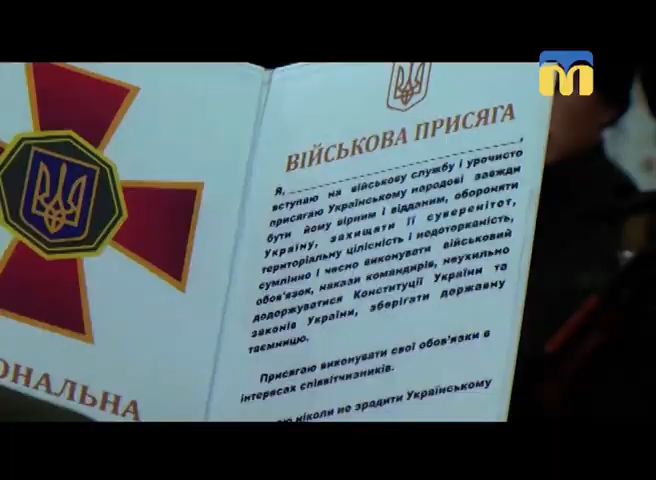 ВІЙСЬКОВА ПРИСЯГА
Я, ,
вступаю на військову службу і урочисто
присягаю Українському народові завжди
бути йому вірним і відданим, обороняти
Україну, захищати її суверенітет,
територіальну цілісність і недоторканість,
сумлінно і чесно виконувати військовий
обов'язок, накази командирів, неухильно
додержуватися Конституції України та
законів України, зберігати державну
таємницю.
Присягаю виконувати свої обов'язки в
інтересах співвітчизників.
ніколи не зрадити Українському
ОНАЛЬНА
М